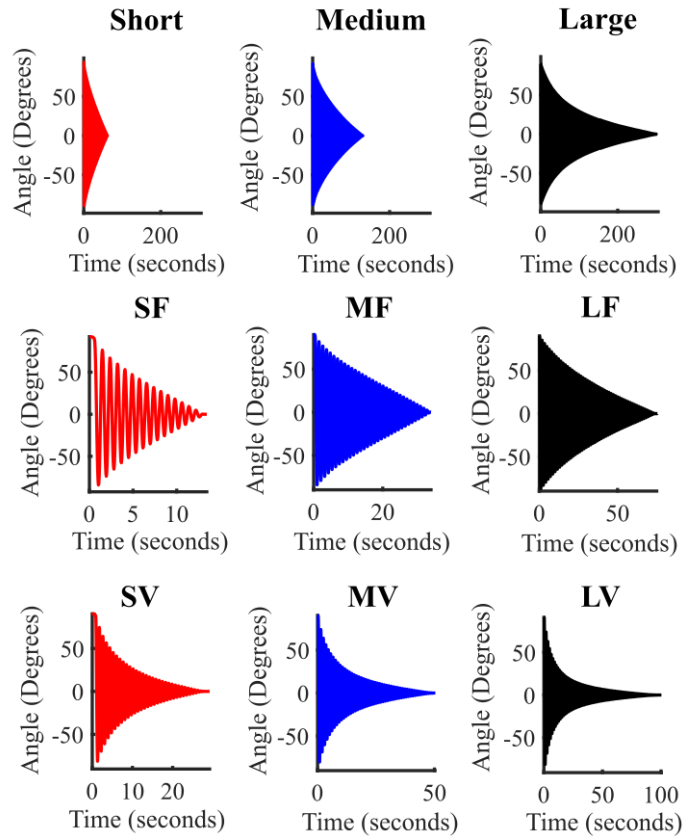 Short Medium Large
Angle (Degrees) 50 0 -50 Angle (Degrees) 50 0 -50 Angle (Degrees) 50 0 -50
0 200 0 200 0 200
Time (seconds) Time (seconds) Time (seconds)
SF MF LF
Angle (Degrees) 50 0 -50 Angle (Degrees) 50 0 -50 Angle (Degrees) 50 0 -50
0 10 0 20 0 50
Time (seconds) Time (seconds) Time (seconds)
SV MV LV
Angle (Degrees) 50 0 -50 Angle (Degrees) 50 0 -50 Angle (Degrees) 50 0 -50
0 10 20 0 50 0 50 100
Time (seconds) Time (seconds) Time (seconds)